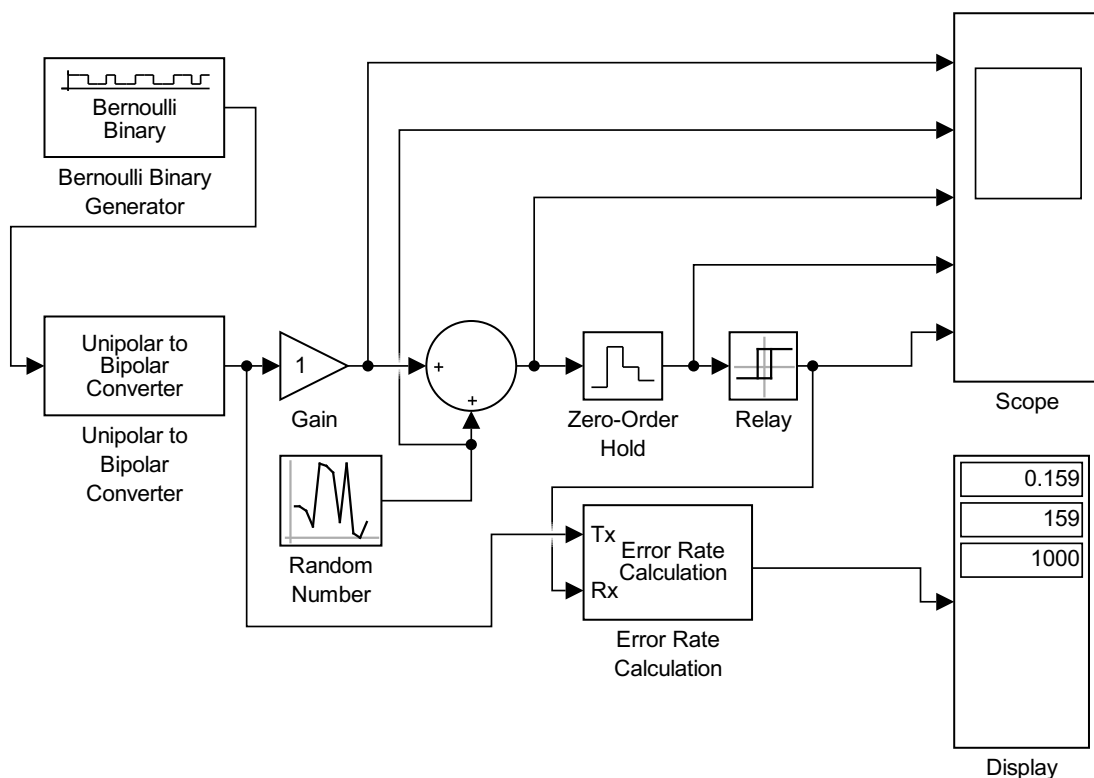 Bernoulli
Binary
Bernoulli Binary
Generator
Unipolar to
Bipolar
Converter
Unipolar to
Bipolar
Converter
1
Gain
+
+
Zero-Order
Hold
Relay
Scope
Random
Number
Tx
Rx
Error Rate
Calculation
Error Rate
Calculation
0.159
159
1000
Display